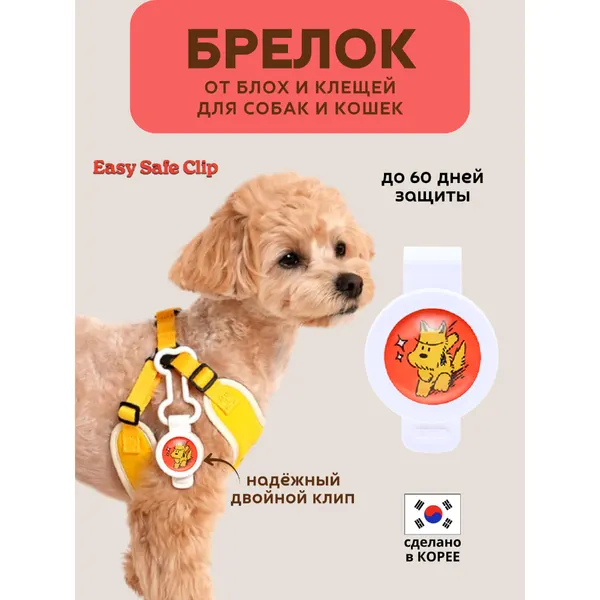 БРЕЛОК
ОТ БЛОХ И КЛЕЩЕЙ
ДЛЯ СОБАК И КОШЕК
Easy Safe Clip
до 60 дней
защиты
надёжный
двойной клип
сделано
в КОРЕЕ